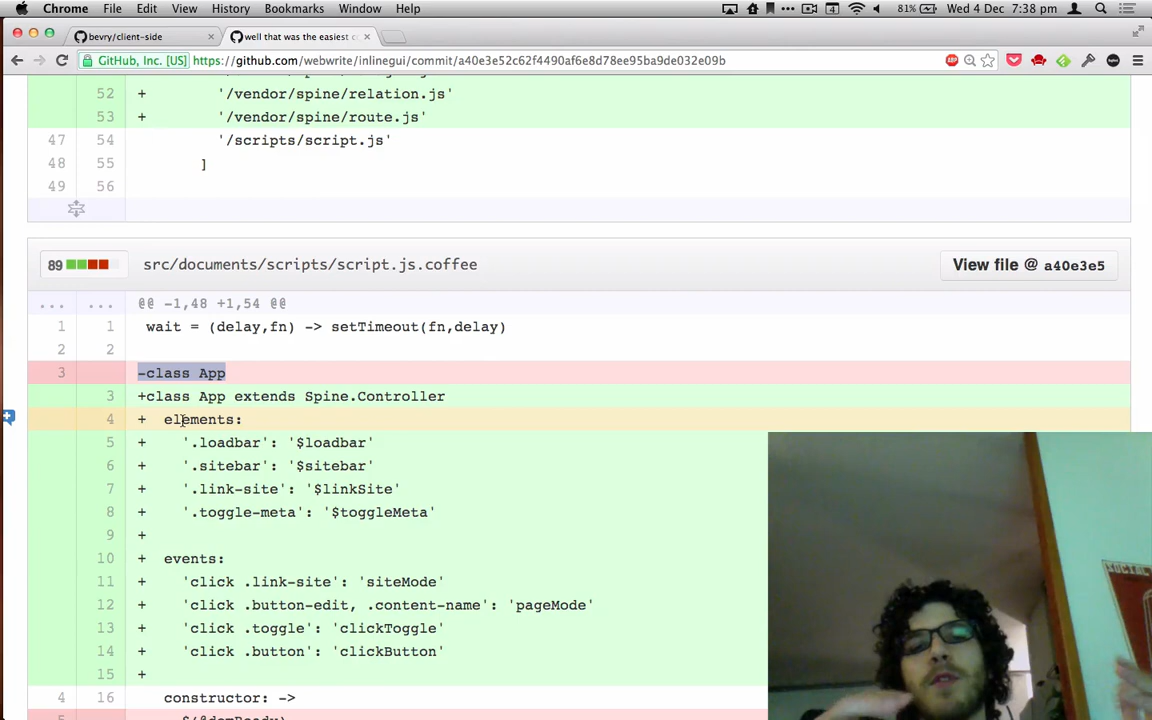 Chrome File Edit View History Bookmarks Window Help 4 81% Wed 4 Dec 7:38 pm
bevry/client-side × well that was the easiest c ×
GitHub, Inc. [US] https://github.com/webwrite/inlinegui/commit/a40e3e52c62f4490af6e8d78ee95ba9de032e09b
52 + '/vendor/spine/relation.js'
53 + '/vendor/spine/route.js'
47 54 '/scripts/script.js'
48 55 ]
49 56
89 src/documents/scripts/script.js.coffee View file @ a40e3e5
... ... @@ -1,48 +1,54 @@
1 1 wait = (delay,fn) -> setTimeout(fn,delay)
2 2
3 -class App
3 +class App extends Spine.Controller
4 + elements:
5 + '.loadbar': '$loadbar'
6 + '.sitebar': '$sitebar'
7 + '.link-site': '$linkSite'
8 + '.toggle-meta': '$toggleMeta'
9 +
10 + events:
11 + 'click .link-site': 'siteMode'
12 + 'click .button-edit, .content-name': 'pageMode'
13 + 'click .toggle': 'clickToggle'
14 + 'click .button': 'clickButton'
15 +
4 16 constructor: ->
SOCIAL